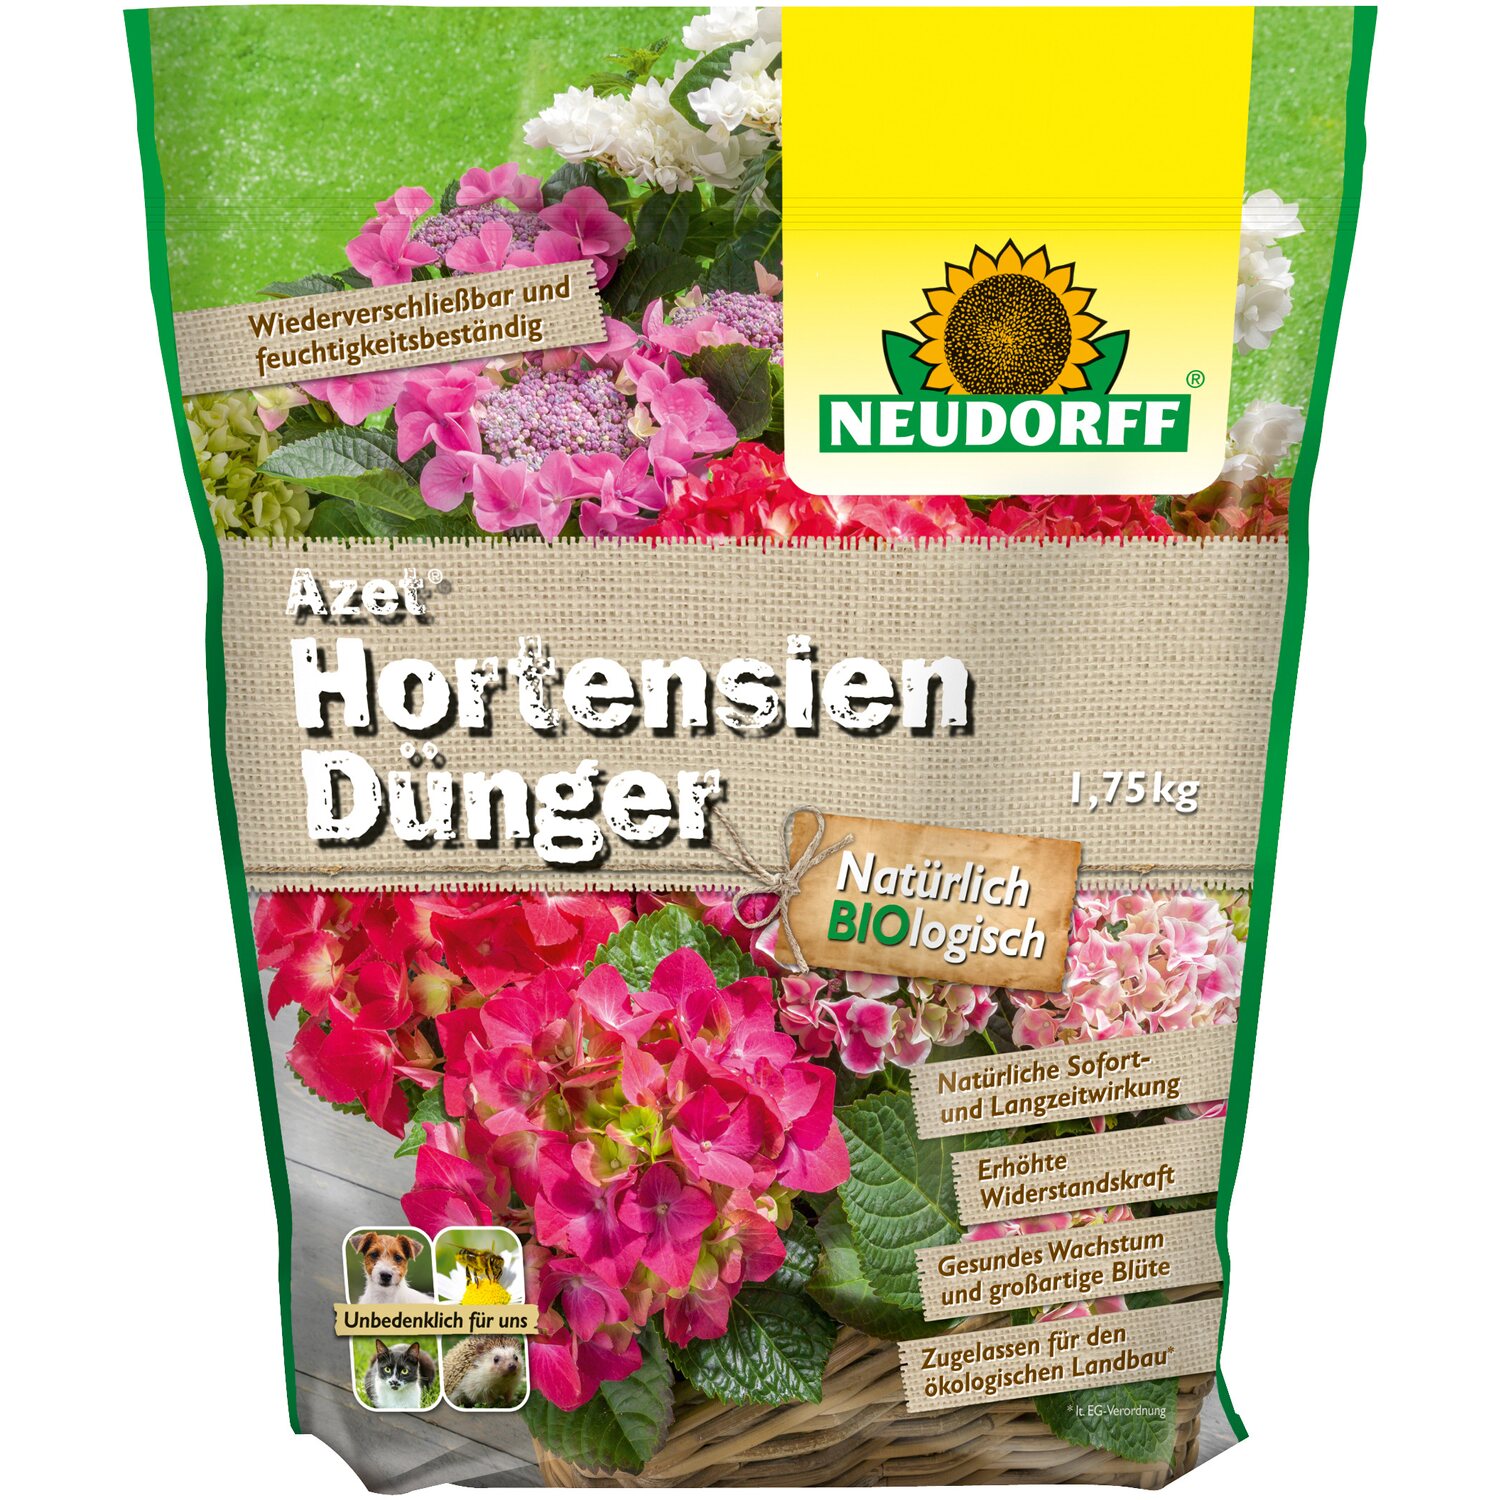 Wiederverschließbar und
feuchtigkeitsbeständig
NEUDORFF®
Azet®
Hortensien
Dünger
1,75 kg
Natürlich
BIOlogisch
Natürliche Sofort-
und Langzeitwirkung
Erhöhte
Widerstandskraft
Gesundes Wachstum
und großartige Blüte
Zugelassen für den
ökologischen Landbau*
* lt. EG-Verordnung
Unbedenklich für uns